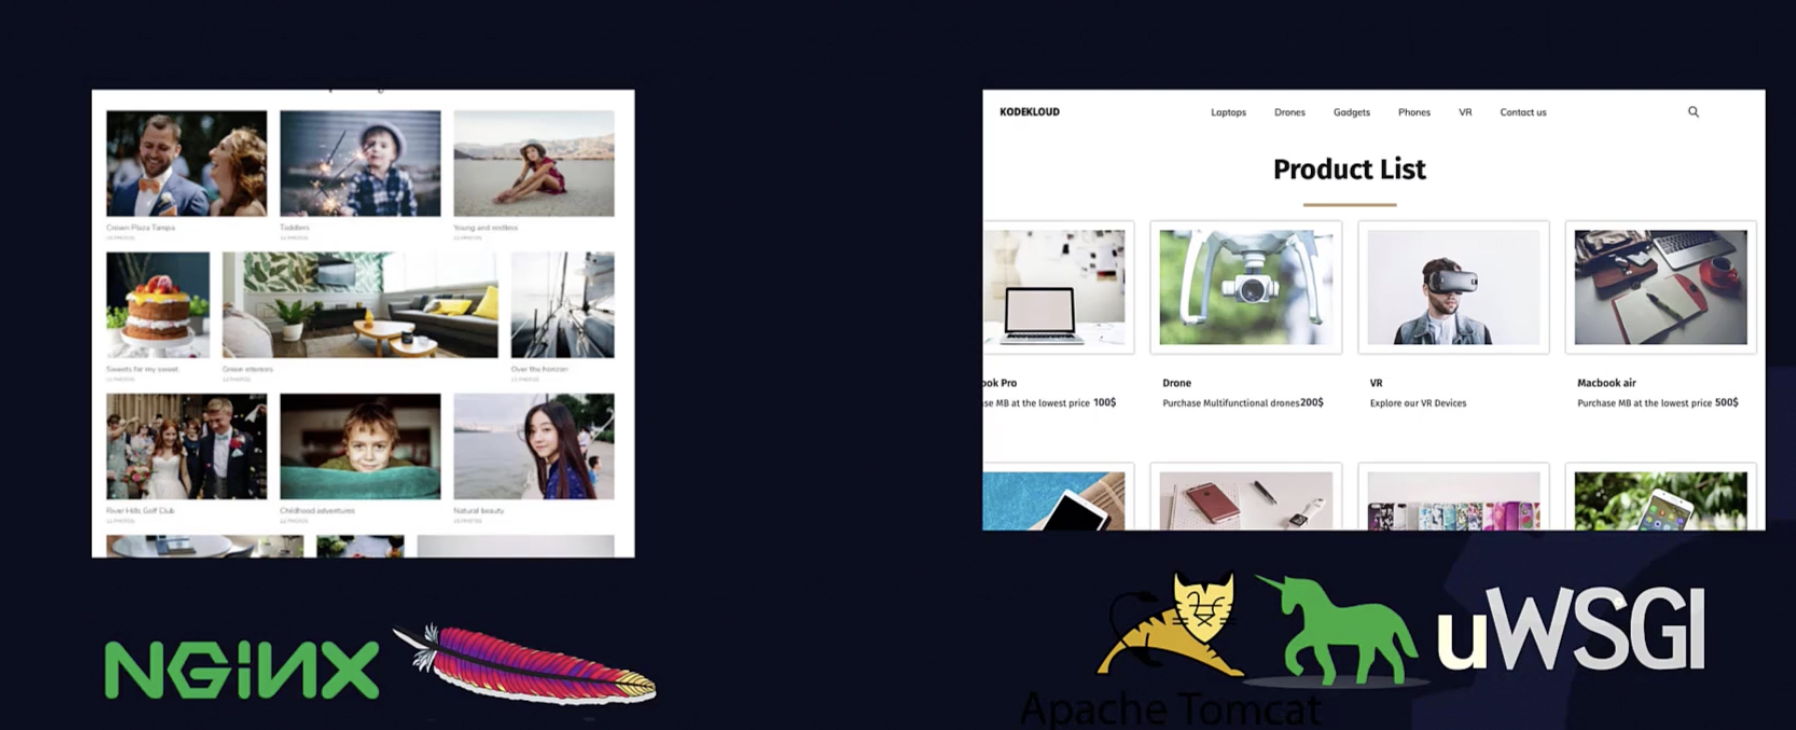 Crown Plaza Tampa
Toddlers
Young and restless
Sweets for my sweet
Green interiors
Over the horizon
River Hills Golf Club
Childhood adventures
Natural beauty
NGiNX
KODEKLOUD
Laptops Drones Gadgets Phones VR Contact us
Product List
ook Pro
se MB at the lowest price 100$
Drone
Purchase Multifunctional drones200$
VR
Explore our VR Devices
Macbook air
Purchase MB at the lowest price 500$
Apache Tomcat
uWSGI